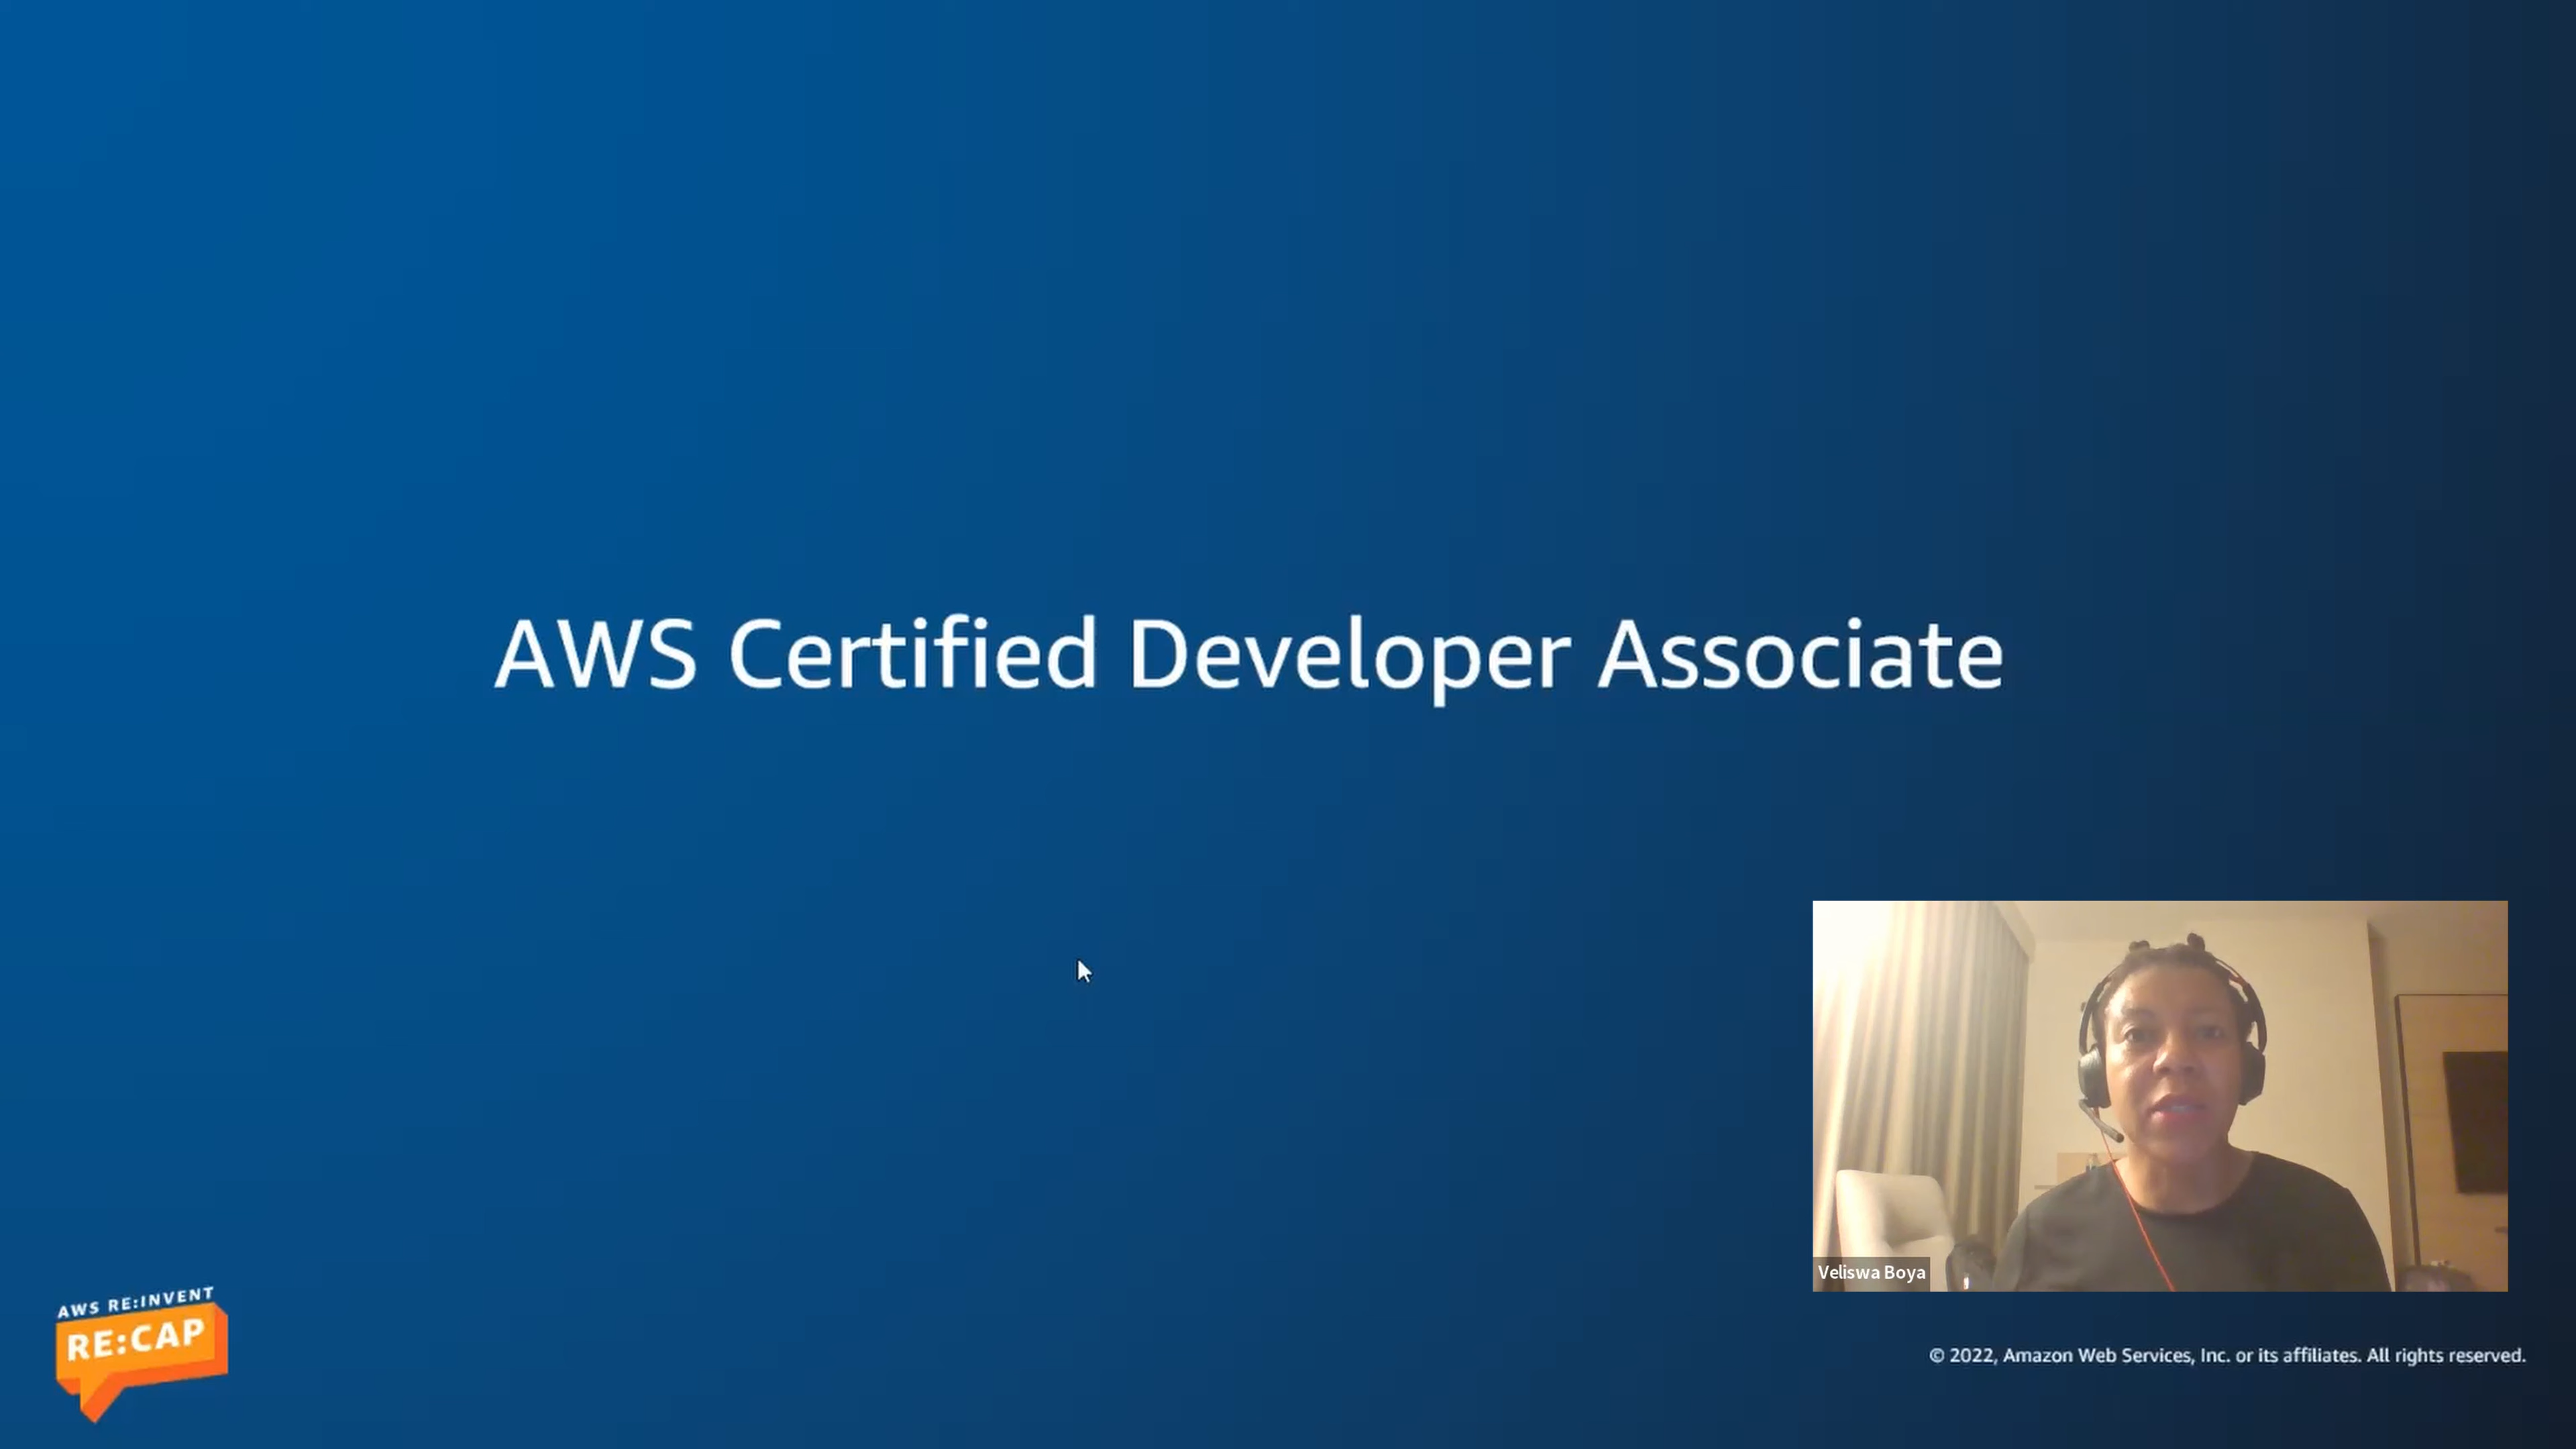 AWS Certified Developer Associate
Veliswa Boya
AWS RE:INVENT
RE:CAP
© 2022, Amazon Web Services, Inc. or its affiliates. All rights reserved.